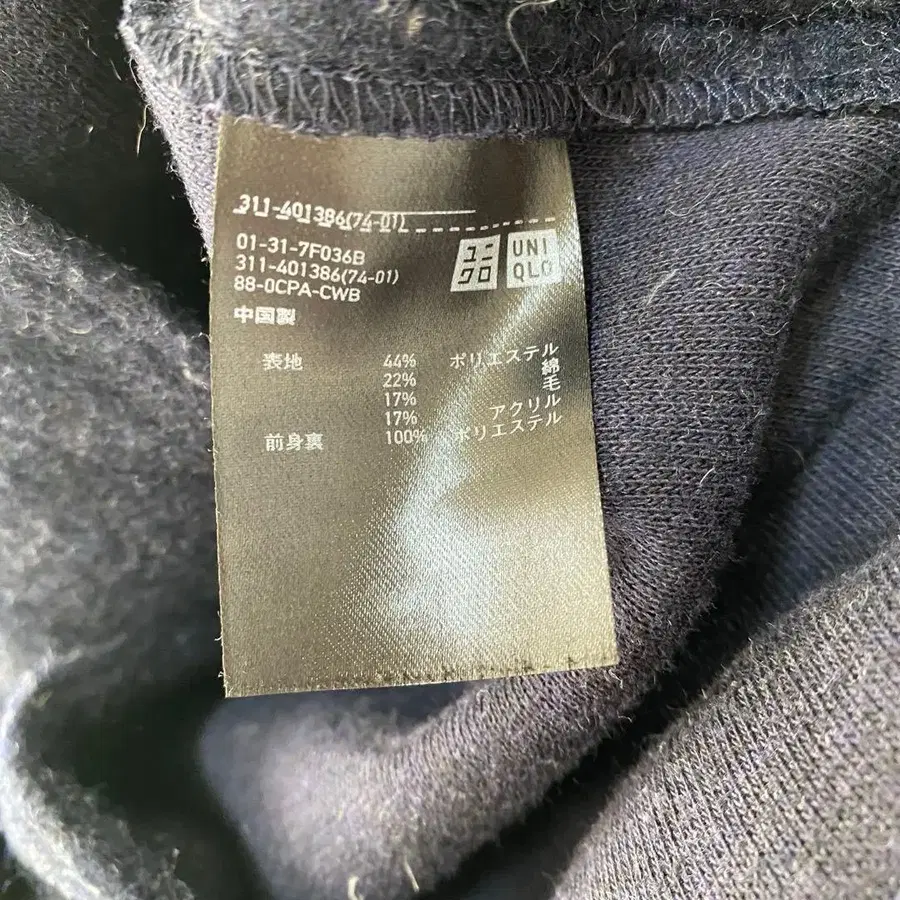 311-401386(74-01)
01-31-7F036B
311-401386(74-01)
88-0CPA-CWB
中国製
ユニ
クロ
UNI
QLO
表地 44% ポリエステル
22% 綿
17% 毛
17% アクリル
前身裏 100% ポリエステル